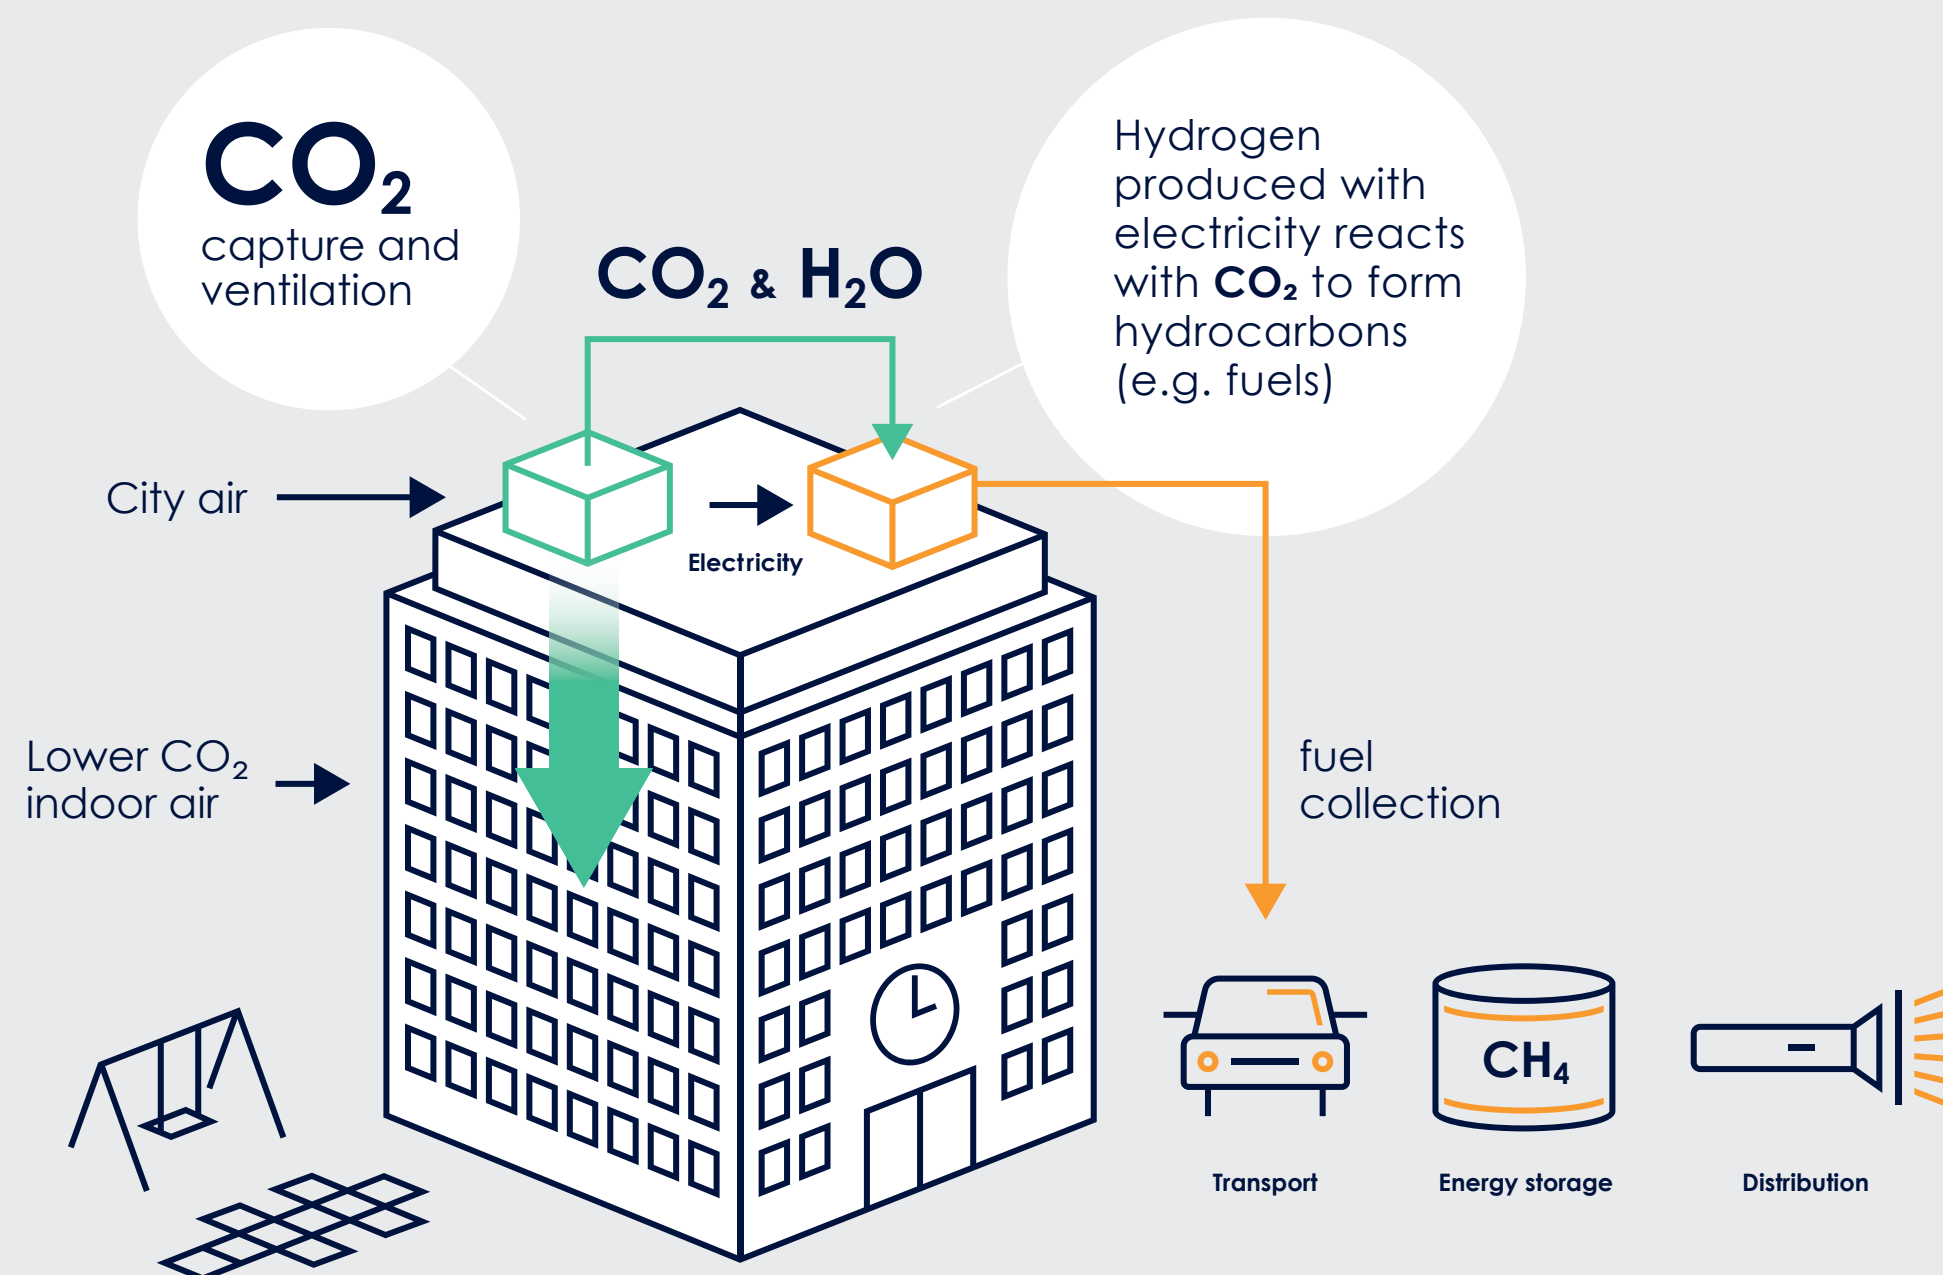 CO₂
capture and
ventilation
CO₂ & H₂O
Hydrogen
produced with
electricity reacts
with CO₂ to form
hydrocarbons
(e.g. fuels)
City air
Electricity
Lower CO₂
indoor air
fuel
collection
CH₄
Transport
Energy storage
Distribution